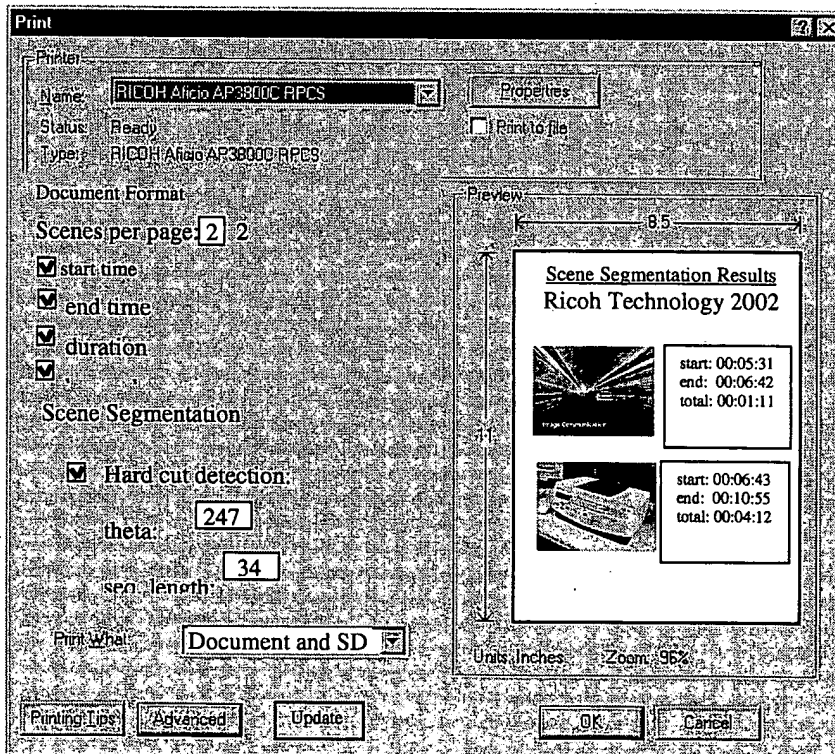 Print
Printer
Name: RICOH Aficio AP3800C RPCS
Properties
Status: Ready
Print to file
Type: RICOH Aficio AP3800C RPCS
Document Format
Scenes per page: 2 2
start time
end time
duration
Scene Segmentation
Hard cut detection:
theta: 247
seq. length: 34
Print What: Document and SD
Preview
8.5
11
Scene Segmentation Results
Ricoh Technology 2002
Image Communication
start: 00:05:31
end: 00:06:42
total: 00:01:11
start: 00:06:43
end: 00:10:55
total: 00:04:12
Units: Inches Zoom: 96%
Printing Tips Advanced Update OK Cancel